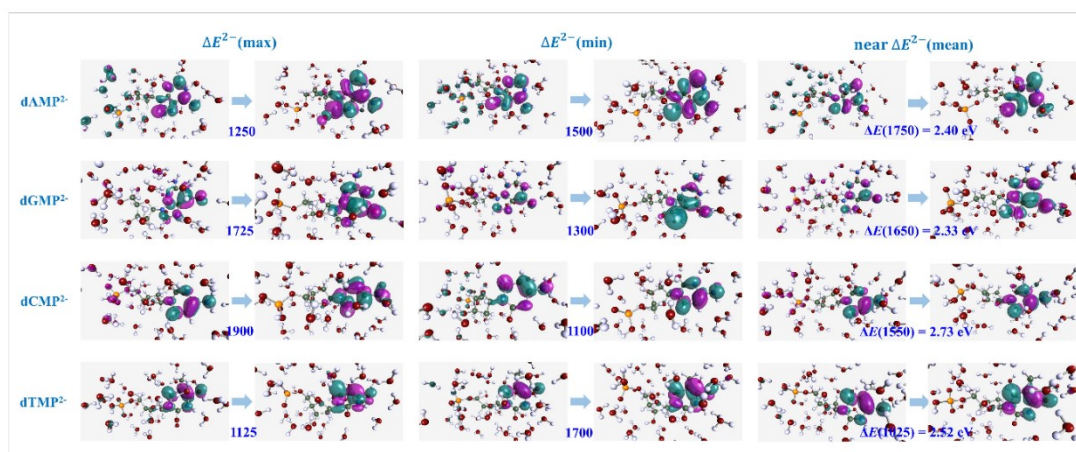 ΔE²⁻(max) ΔE²⁻(min) near ΔE²⁻(mean)
dAMP²⁻
1250 1500 ΔE(1750) = 2.40 eV
dGMP²⁻
1725 1300 ΔE(1650) = 2.33 eV
dCMP²⁻
1900 1100 ΔE(1550) = 2.73 eV
dTMP²⁻
1125 1700 ΔE(1625) = 2.52 eV